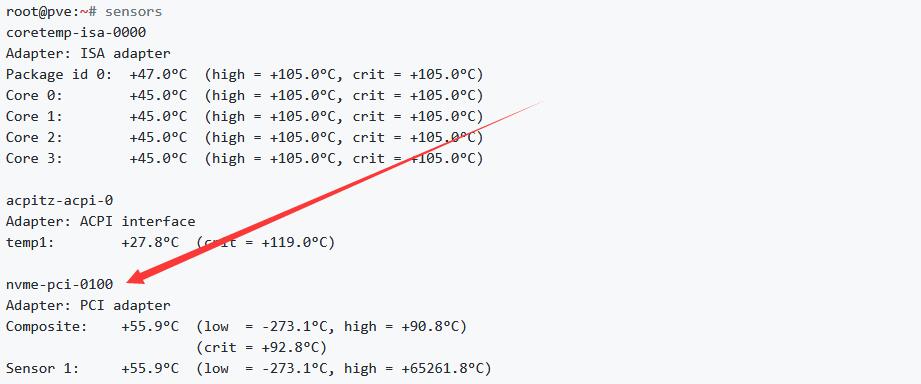 root@pve:~# sensors
coretemp-isa-0000
Adapter: ISA adapter
Package id 0:  +47.0°C  (high = +105.0°C, crit = +105.0°C)
Core 0:        +45.0°C  (high = +105.0°C, crit = +105.0°C)
Core 1:        +45.0°C  (high = +105.0°C, crit = +105.0°C)
Core 2:        +45.0°C  (high = +105.0°C, crit = +105.0°C)
Core 3:        +45.0°C  (high = +105.0°C, crit = +105.0°C)

acpitz-acpi-0
Adapter: ACPI interface
temp1:        +27.8°C  (crit = +119.0°C)

nvme-pci-0100
Adapter: PCI adapter
Composite:    +55.9°C  (low  = -273.1°C, high = +90.8°C)
                       (crit = +92.8°C)
Sensor 1:     +55.9°C  (low  = -273.1°C, high = +65261.8°C)